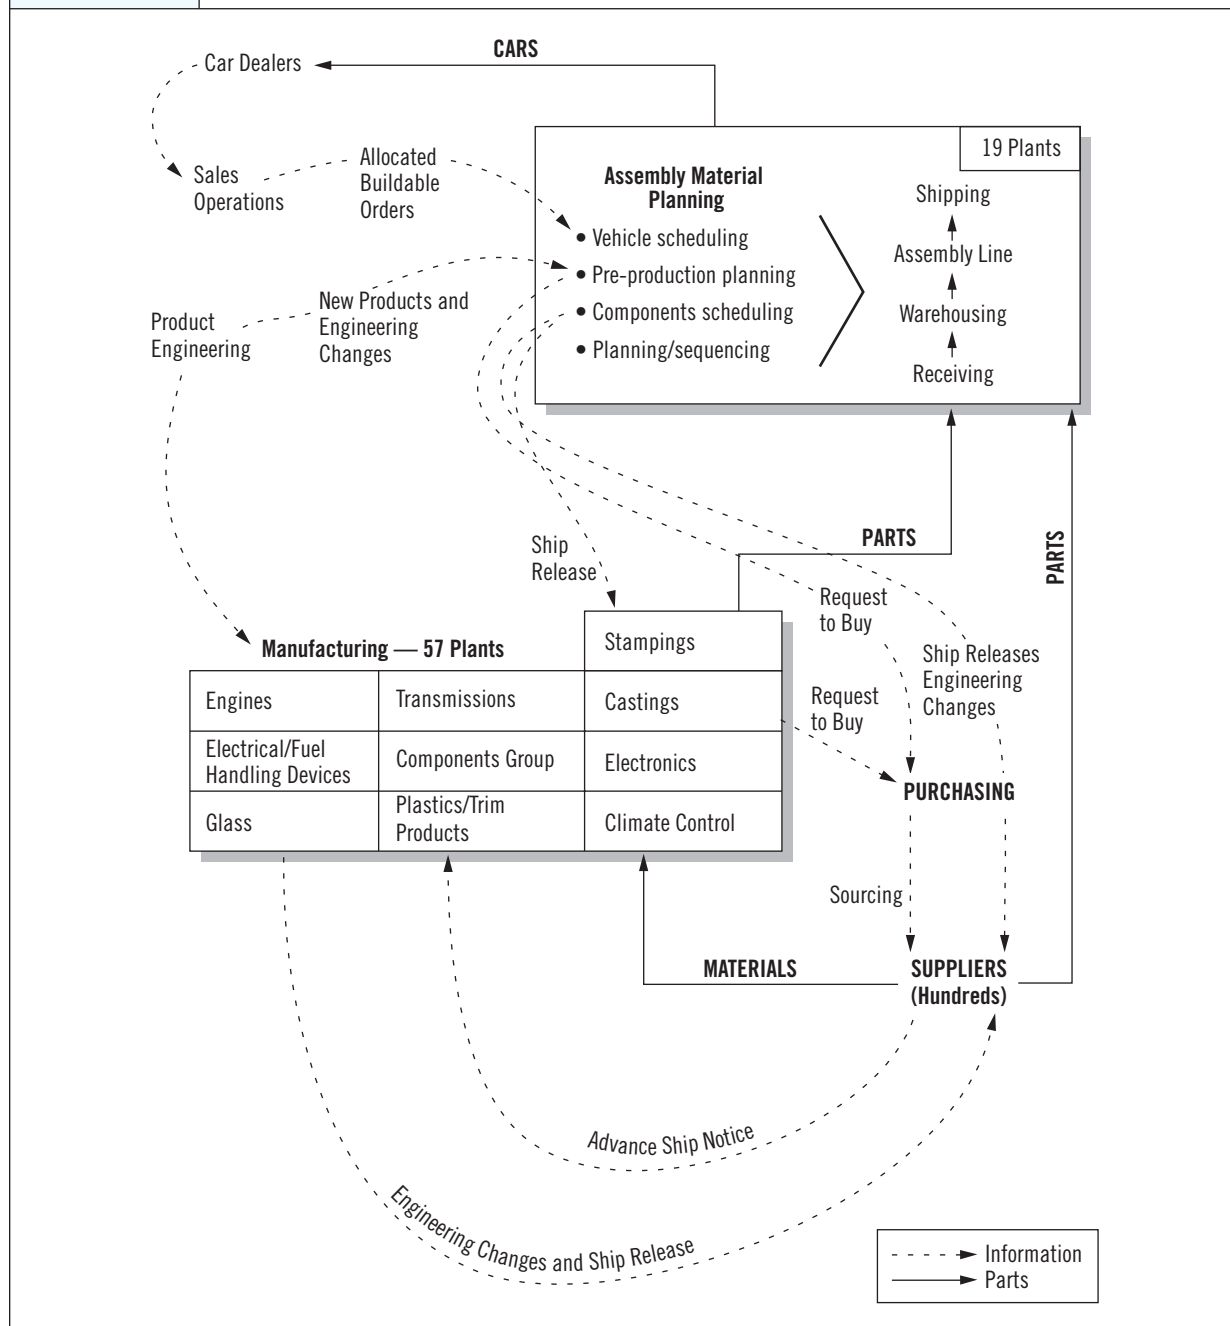 CARS
Car Dealers
19 Plants
Sales
Operations
Allocated
Buildable
Orders
Assembly Material
Planning
• Vehicle scheduling
• Pre-production planning
• Components scheduling
• Planning/sequencing
Shipping
Assembly Line
Warehousing
Receiving
Product
Engineering
New Products and
Engineering
Changes
Ship
Release
PARTS
PARTS
Request
to Buy
Ship Releases
Engineering
Changes
Manufacturing — 57 Plants
Stampings
Engines
Transmissions
Castings
Electrical/Fuel
Handling Devices
Components Group
Electronics
Glass
Plastics/Trim
Products
Climate Control
Request
to Buy
PURCHASING
Sourcing
MATERIALS
SUPPLIERS
(Hundreds)
Advance Ship Notice
Engineering Changes and Ship Release
Information
Parts